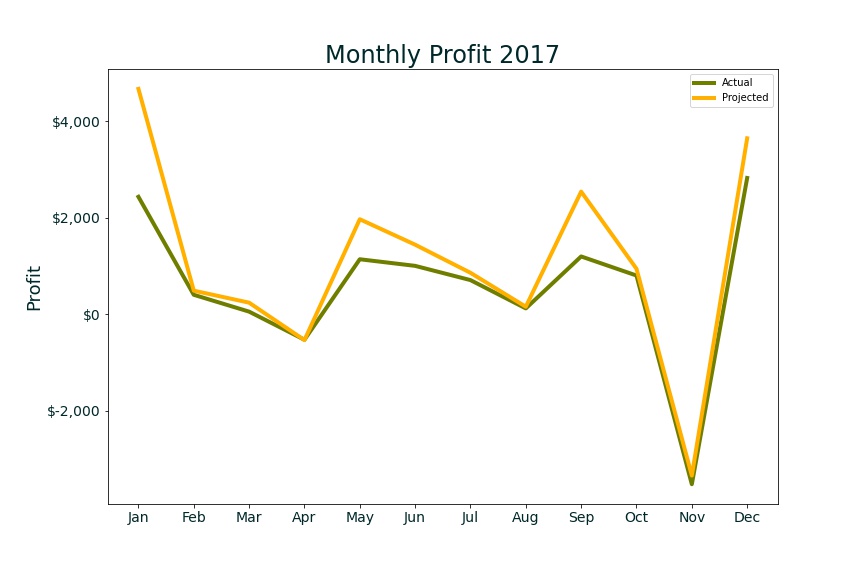 Monthly Profit 2017
Actual
Projected
$4,000
$2,000
$0
$-2,000
Profit
Jan Feb Mar Apr May Jun Jul Aug Sep Oct Nov Dec